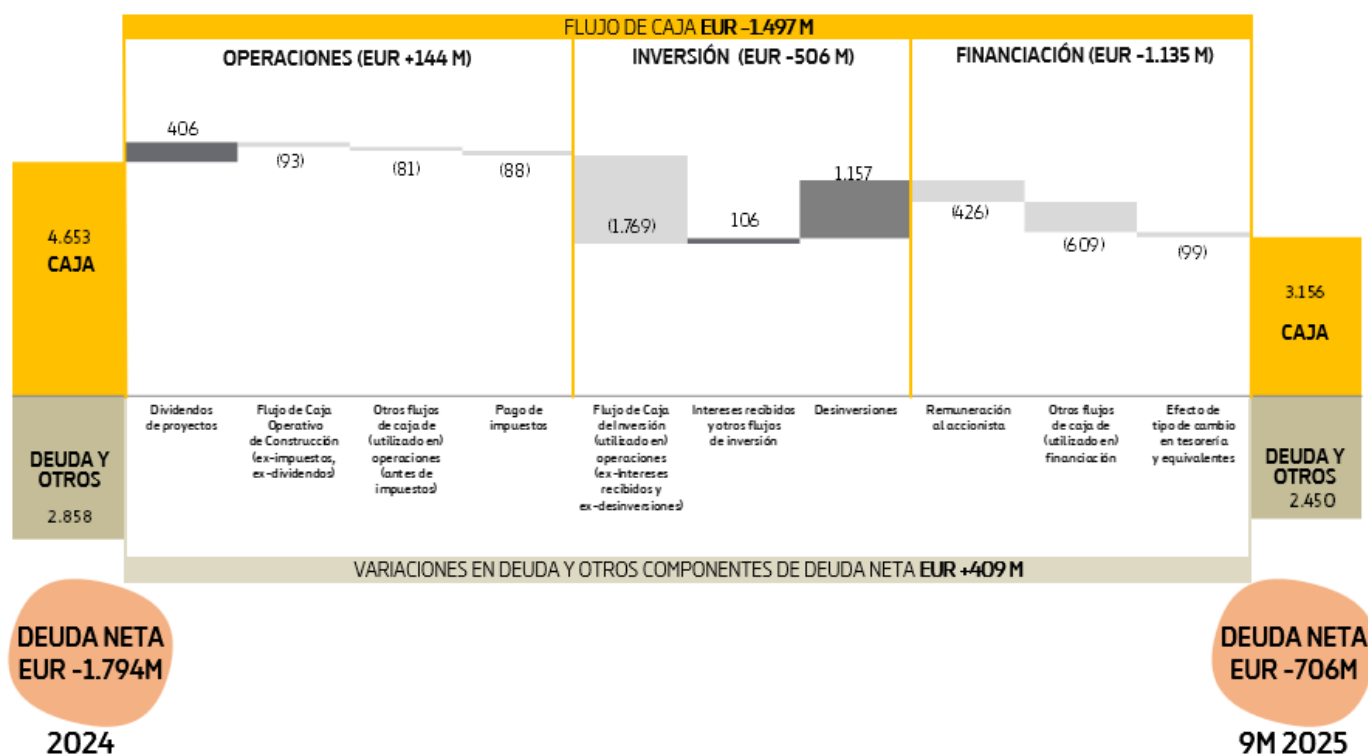 FLUJO DE CAJA EUR -1.497 M
OPERACIONES (EUR +144 M)
INVERSIÓN (EUR -506 M)
FINANCIACIÓN (EUR -1.135 M)
406
(93)
(81)
(88)
(1.769)
106
1.157
(426)
(609)
(99)
4.653
CAJA
3.156
CAJA
DEUDA Y
OTROS
2.858
Dividendos
de proyectos
Flujo de Caja
Operativo
de Construcción
(ex-impuestos,
ex-dividendos)
Otros flujos
de caja de
(utilizado en)
operaciones
(antes de
impuestos)
Pago de
impuestos
Flujo de Caja
de Inversión
(utilizado en)
operaciones
(ex-Intereses
recibidos y
ex-desinversiones)
Intereses recibidos
y otros flujos
de inversión
Desinversiones
Remuneración
al accionista
Otros flujos
de caja de
(utilizado en)
financiación
Efecto de
tipo de cambio
en tesorería
y equivalentes
DEUDA Y
OTROS
2.450
VARIACIONES EN DEUDA Y OTROS COMPONENTES DE DEUDA NETA EUR +409 M
DEUDA NETA
EUR -1.794M
2024
DEUDA NETA
EUR -706M
9M 2025